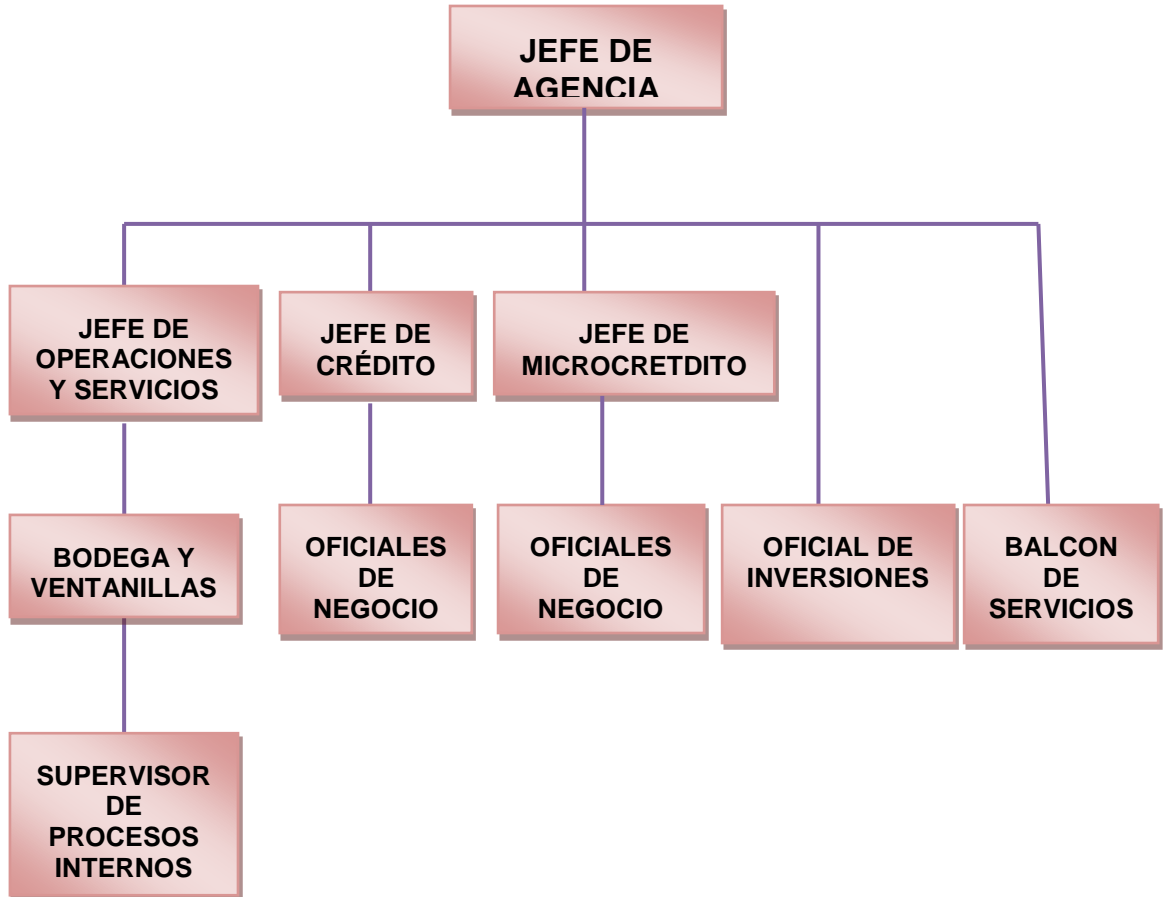 JEFE DE
AGENCIA
JEFE DE
OPERACIONES
Y SERVICIOS
JEFE DE
CRÉDITO
JEFE DE
MICROCRETDITO
BODEGA Y
VENTANILLAS
OFICIALES
DE
NEGOCIO
OFICIALES
DE
NEGOCIO
OFICIAL DE
INVERSIONES
BALCON
DE
SERVICIOS
SUPERVISOR
DE
PROCESOS
INTERNOS